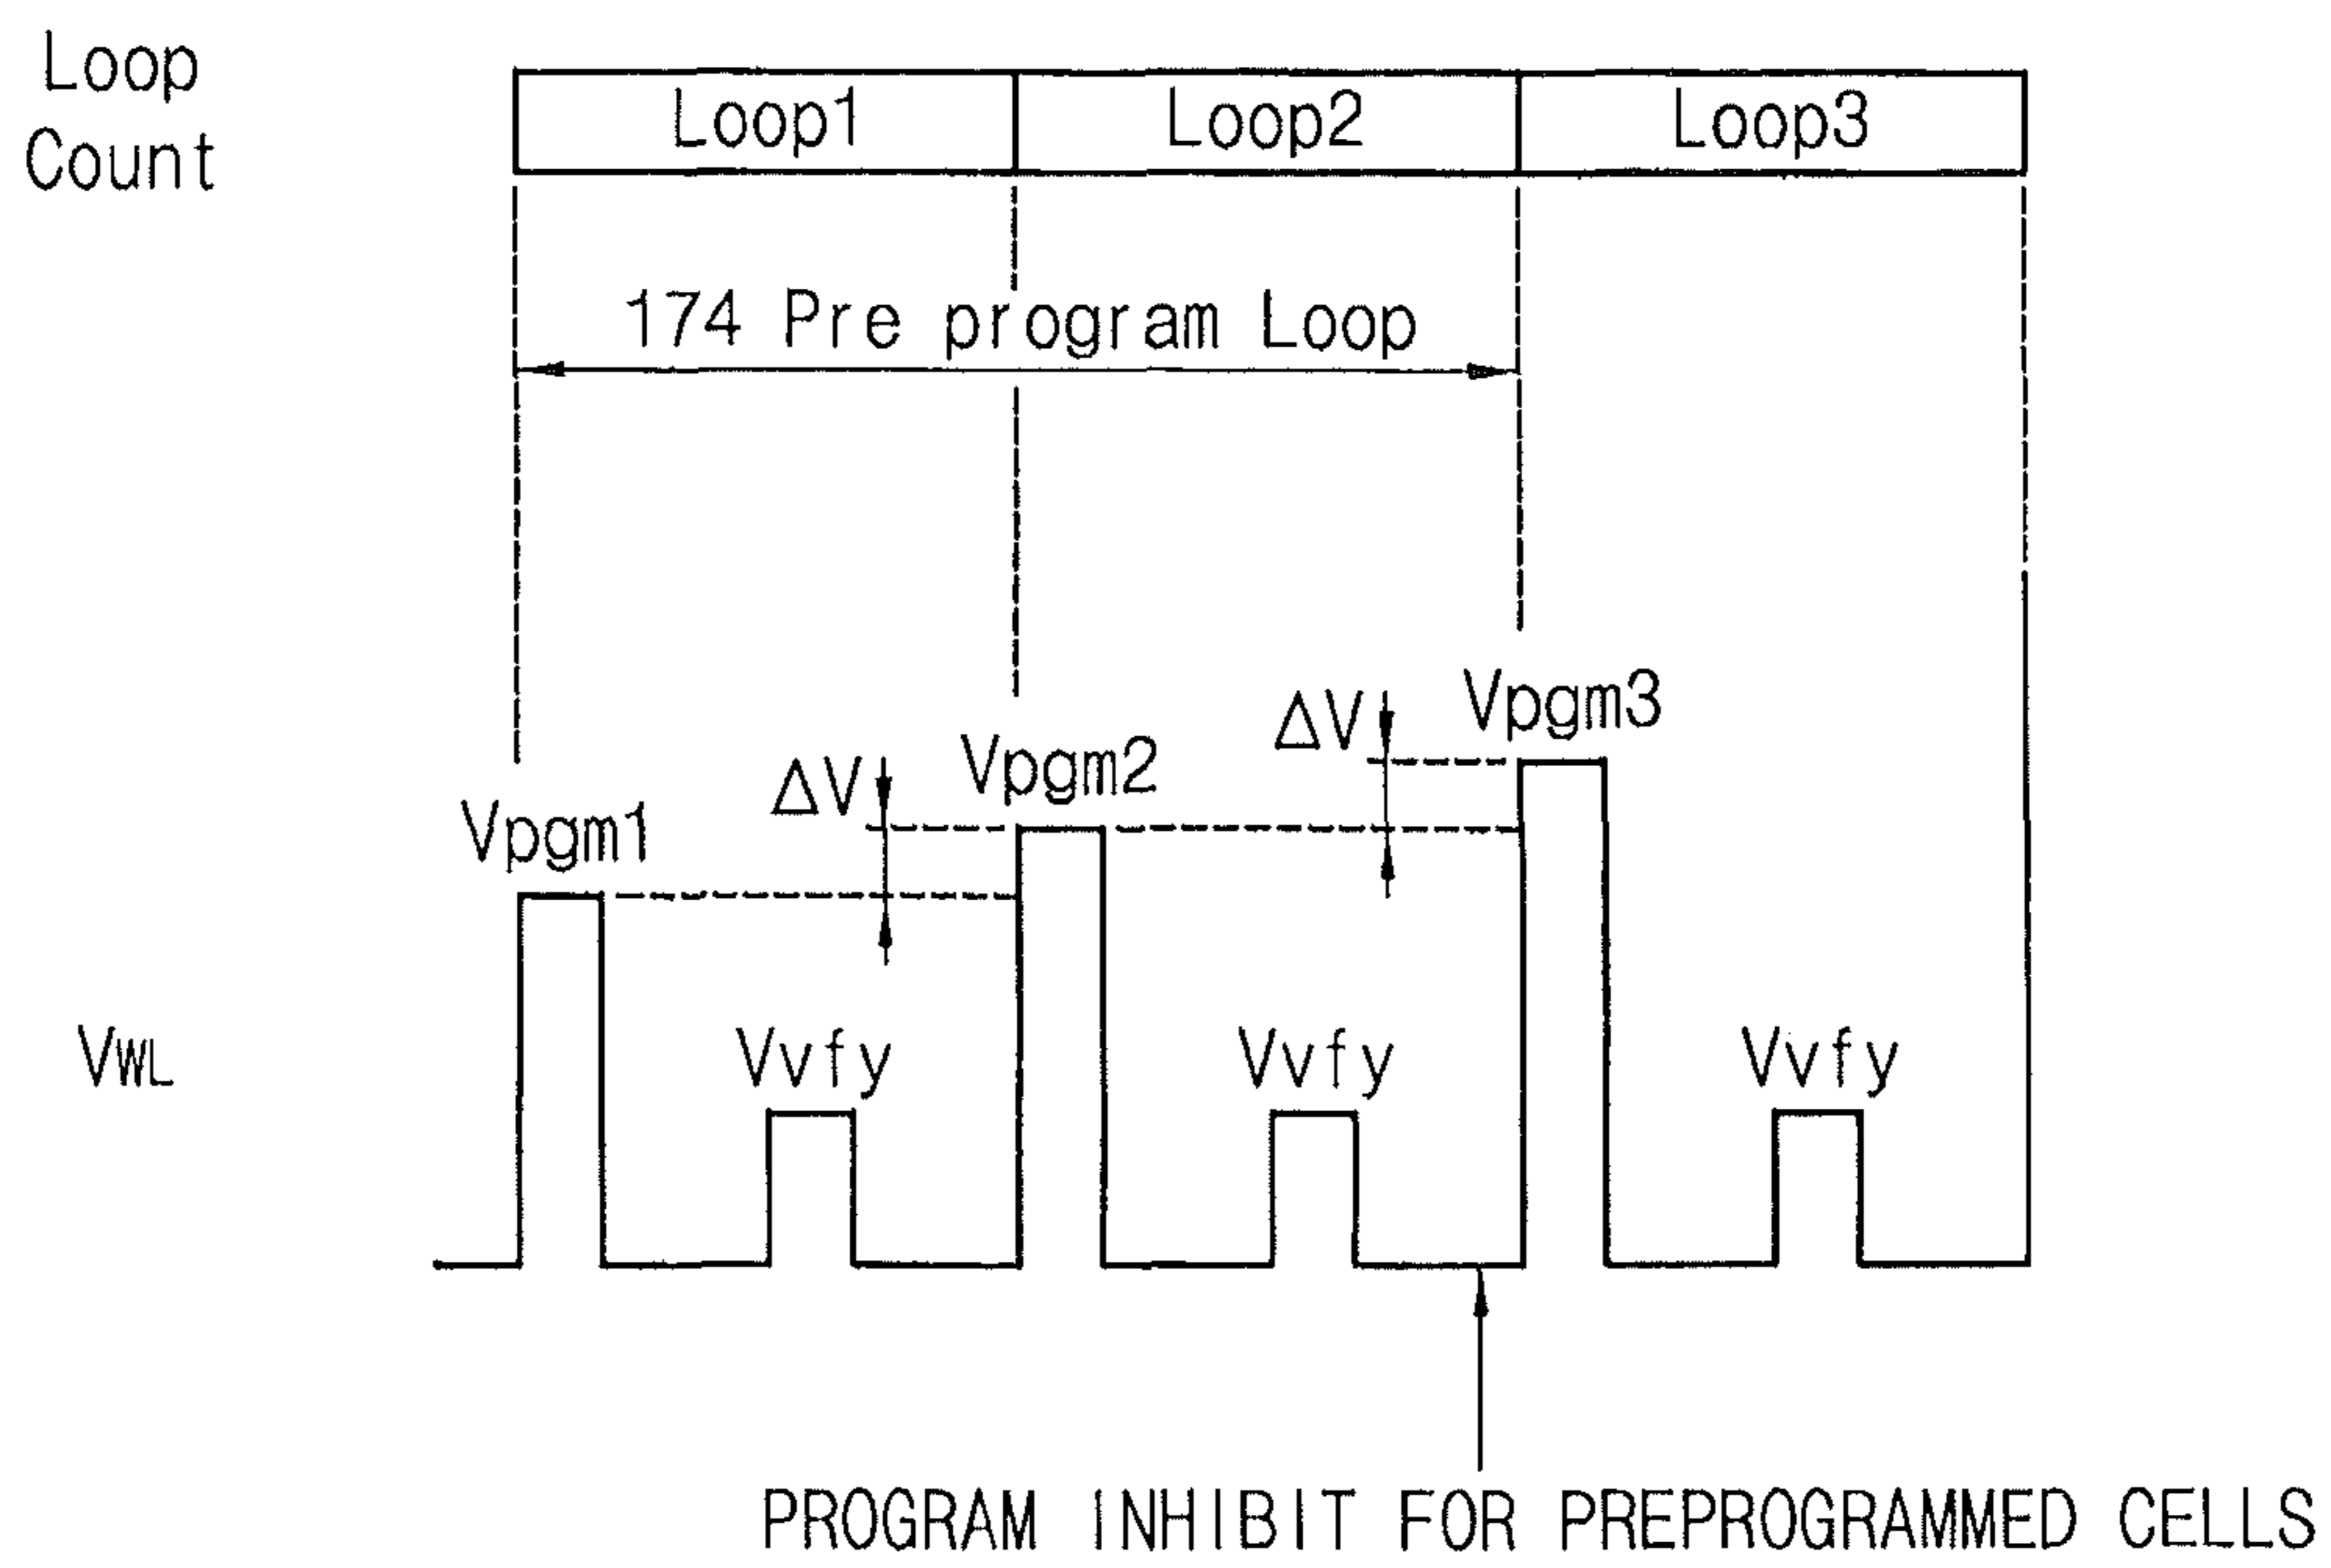 Loop
Count
Loop1 Loop2 Loop3
174 Pre program Loop
Vpgm3
ΔV
Vpgm2
ΔV
Vpgm1
VWL
Vvfy Vvfy Vvfy
PROGRAM INHIBIT FOR PREPROGRAMMED CELLS